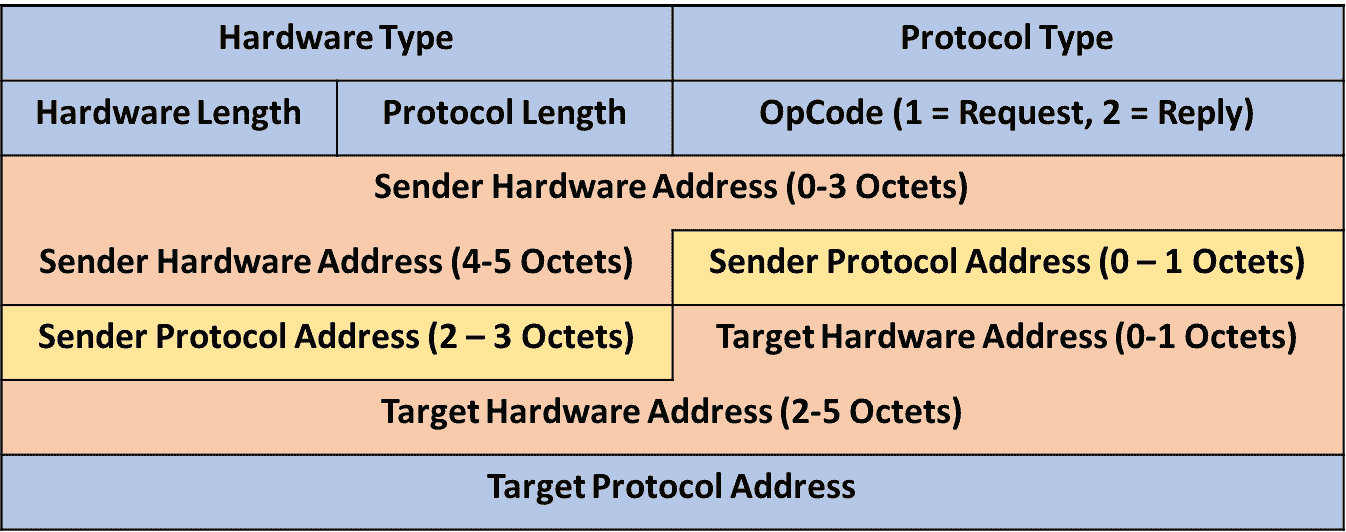 Hardware Type
Protocol Type
Hardware Length
Protocol Length
OpCode (1 = Request, 2 = Reply)
Sender Hardware Address (0-3 Octets)
Sender Hardware Address (4-5 Octets)
Sender Protocol Address (0 – 1 Octets)
Sender Protocol Address (2 – 3 Octets)
Target Hardware Address (0-1 Octets)
Target Hardware Address (2-5 Octets)
Target Protocol Address